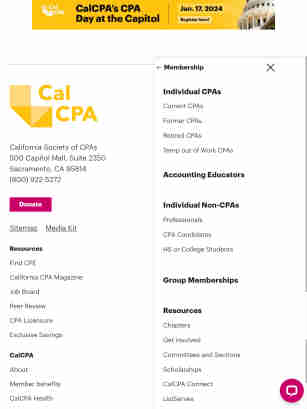 CalCPA's CPA
Day at the Capitol
Jan. 17, 2024
Register Now!
← Membership
Individual CPAs
Current CPAs
Former CPAs
Retired CPAs
Temp out of Work CPAs
Accounting Educators
Individual Non-CPAs
Professionals
CPA Candidates
HS or College Students
Group Memberships
Resources
Chapters
Get Involved
Committees and Sections
Scholarships
CalCPA Connect
ListServes
Cal
CPA
California Society of CPAs
500 Capitol Mall, Suite 2350
Sacramento, CA 95814
(800) 922-5272
Donate
Sitemap Media Kit
Resources
Find CPE
California CPA Magazine
Job Board
Peer Review
CPA Licensure
Exclusive Savings
CalCPA
About
Member benefits
CalCPA Health